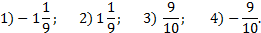 1) − 1 1/9; 2) 1 1/9; 3) 9/10; 4) − 9/10.